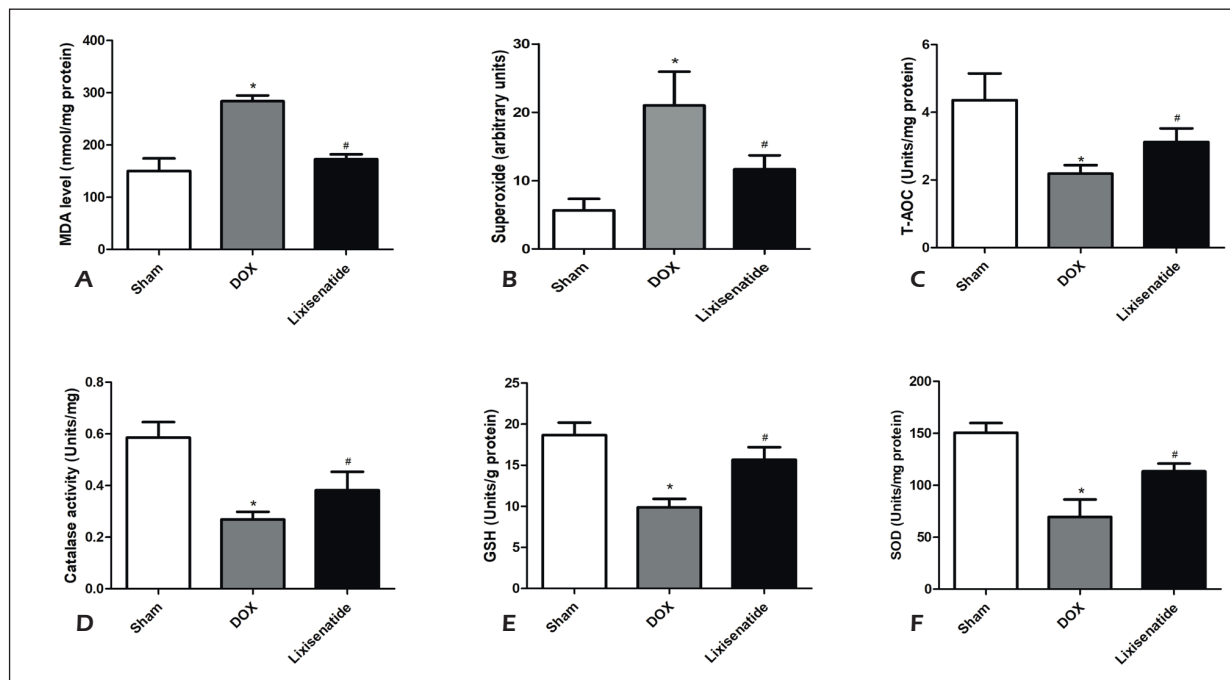 MDA level (nmol/mg protein)
400
300
200
100
0
*
#
Sham
DOX
Lixisenatide
A
Superoxide (arbitrary units)
30
20
10
0
*
#
Sham
DOX
Lixisenatide
B
T-AOC (Units/mg protein)
6
4
2
0
*
#
Sham
DOX
Lixisenatide
C
Catalase activity (Units/mg)
0.8
0.6
0.4
0.2
0.0
*
#
Sham
DOX
Lixisenatide
D
GSH (Units/g protein)
25
20
15
10
5
0
*
#
Sham
DOX
Lixisenatide
E
SOD (Units/mg protein)
200
150
100
50
0
*
#
Sham
DOX
Lixisenatide
F